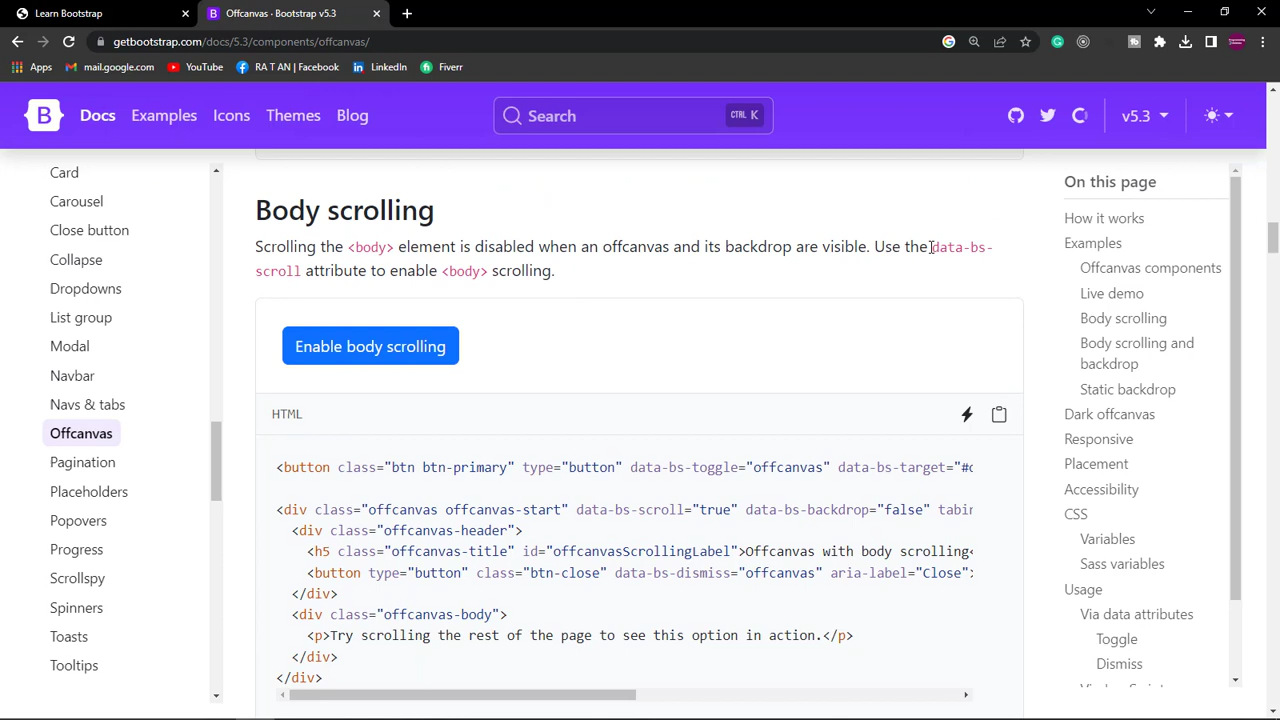 Learn Bootstrap
Offcanvas · Bootstrap v5.3
getbootstrap.com/docs/5.3/components/offcanvas/
Apps
mail.google.com
YouTube
RA T AN | Facebook
LinkedIn
Fiverr
B
Docs
Examples
Icons
Themes
Blog
Search
CTRL K
v5.3
Card
Carousel
Close button
Collapse
Dropdowns
List group
Modal
Navbar
Navs & tabs
Offcanvas
Pagination
Placeholders
Popovers
Progress
Scrollspy
Spinners
Toasts
Tooltips
Body scrolling
Scrolling the <body> element is disabled when an offcanvas and its backdrop are visible. Use the data-bs-
scroll attribute to enable <body> scrolling.
Enable body scrolling
HTML
<button class="btn btn-primary" type="button" data-bs-toggle="offcanvas" data-bs-target="#o
<div class="offcanvas offcanvas-start" data-bs-scroll="true" data-bs-backdrop="false" tabin
<div class="offcanvas-header">
<h5 class="offcanvas-title" id="offcanvasScrollingLabel">Offcanvas with body scrolling<
<button type="button" class="btn-close" data-bs-dismiss="offcanvas" aria-label="Close">
</div>
<div class="offcanvas-body">
<p>Try scrolling the rest of the page to see this option in action.</p>
</div>
</div>
On this page
How it works
Examples
Offcanvas components
Live demo
Body scrolling
Body scrolling and
backdrop
Static backdrop
Dark offcanvas
Responsive
Placement
Accessibility
CSS
Variables
Sass variables
Usage
Via data attributes
Toggle
Dismiss